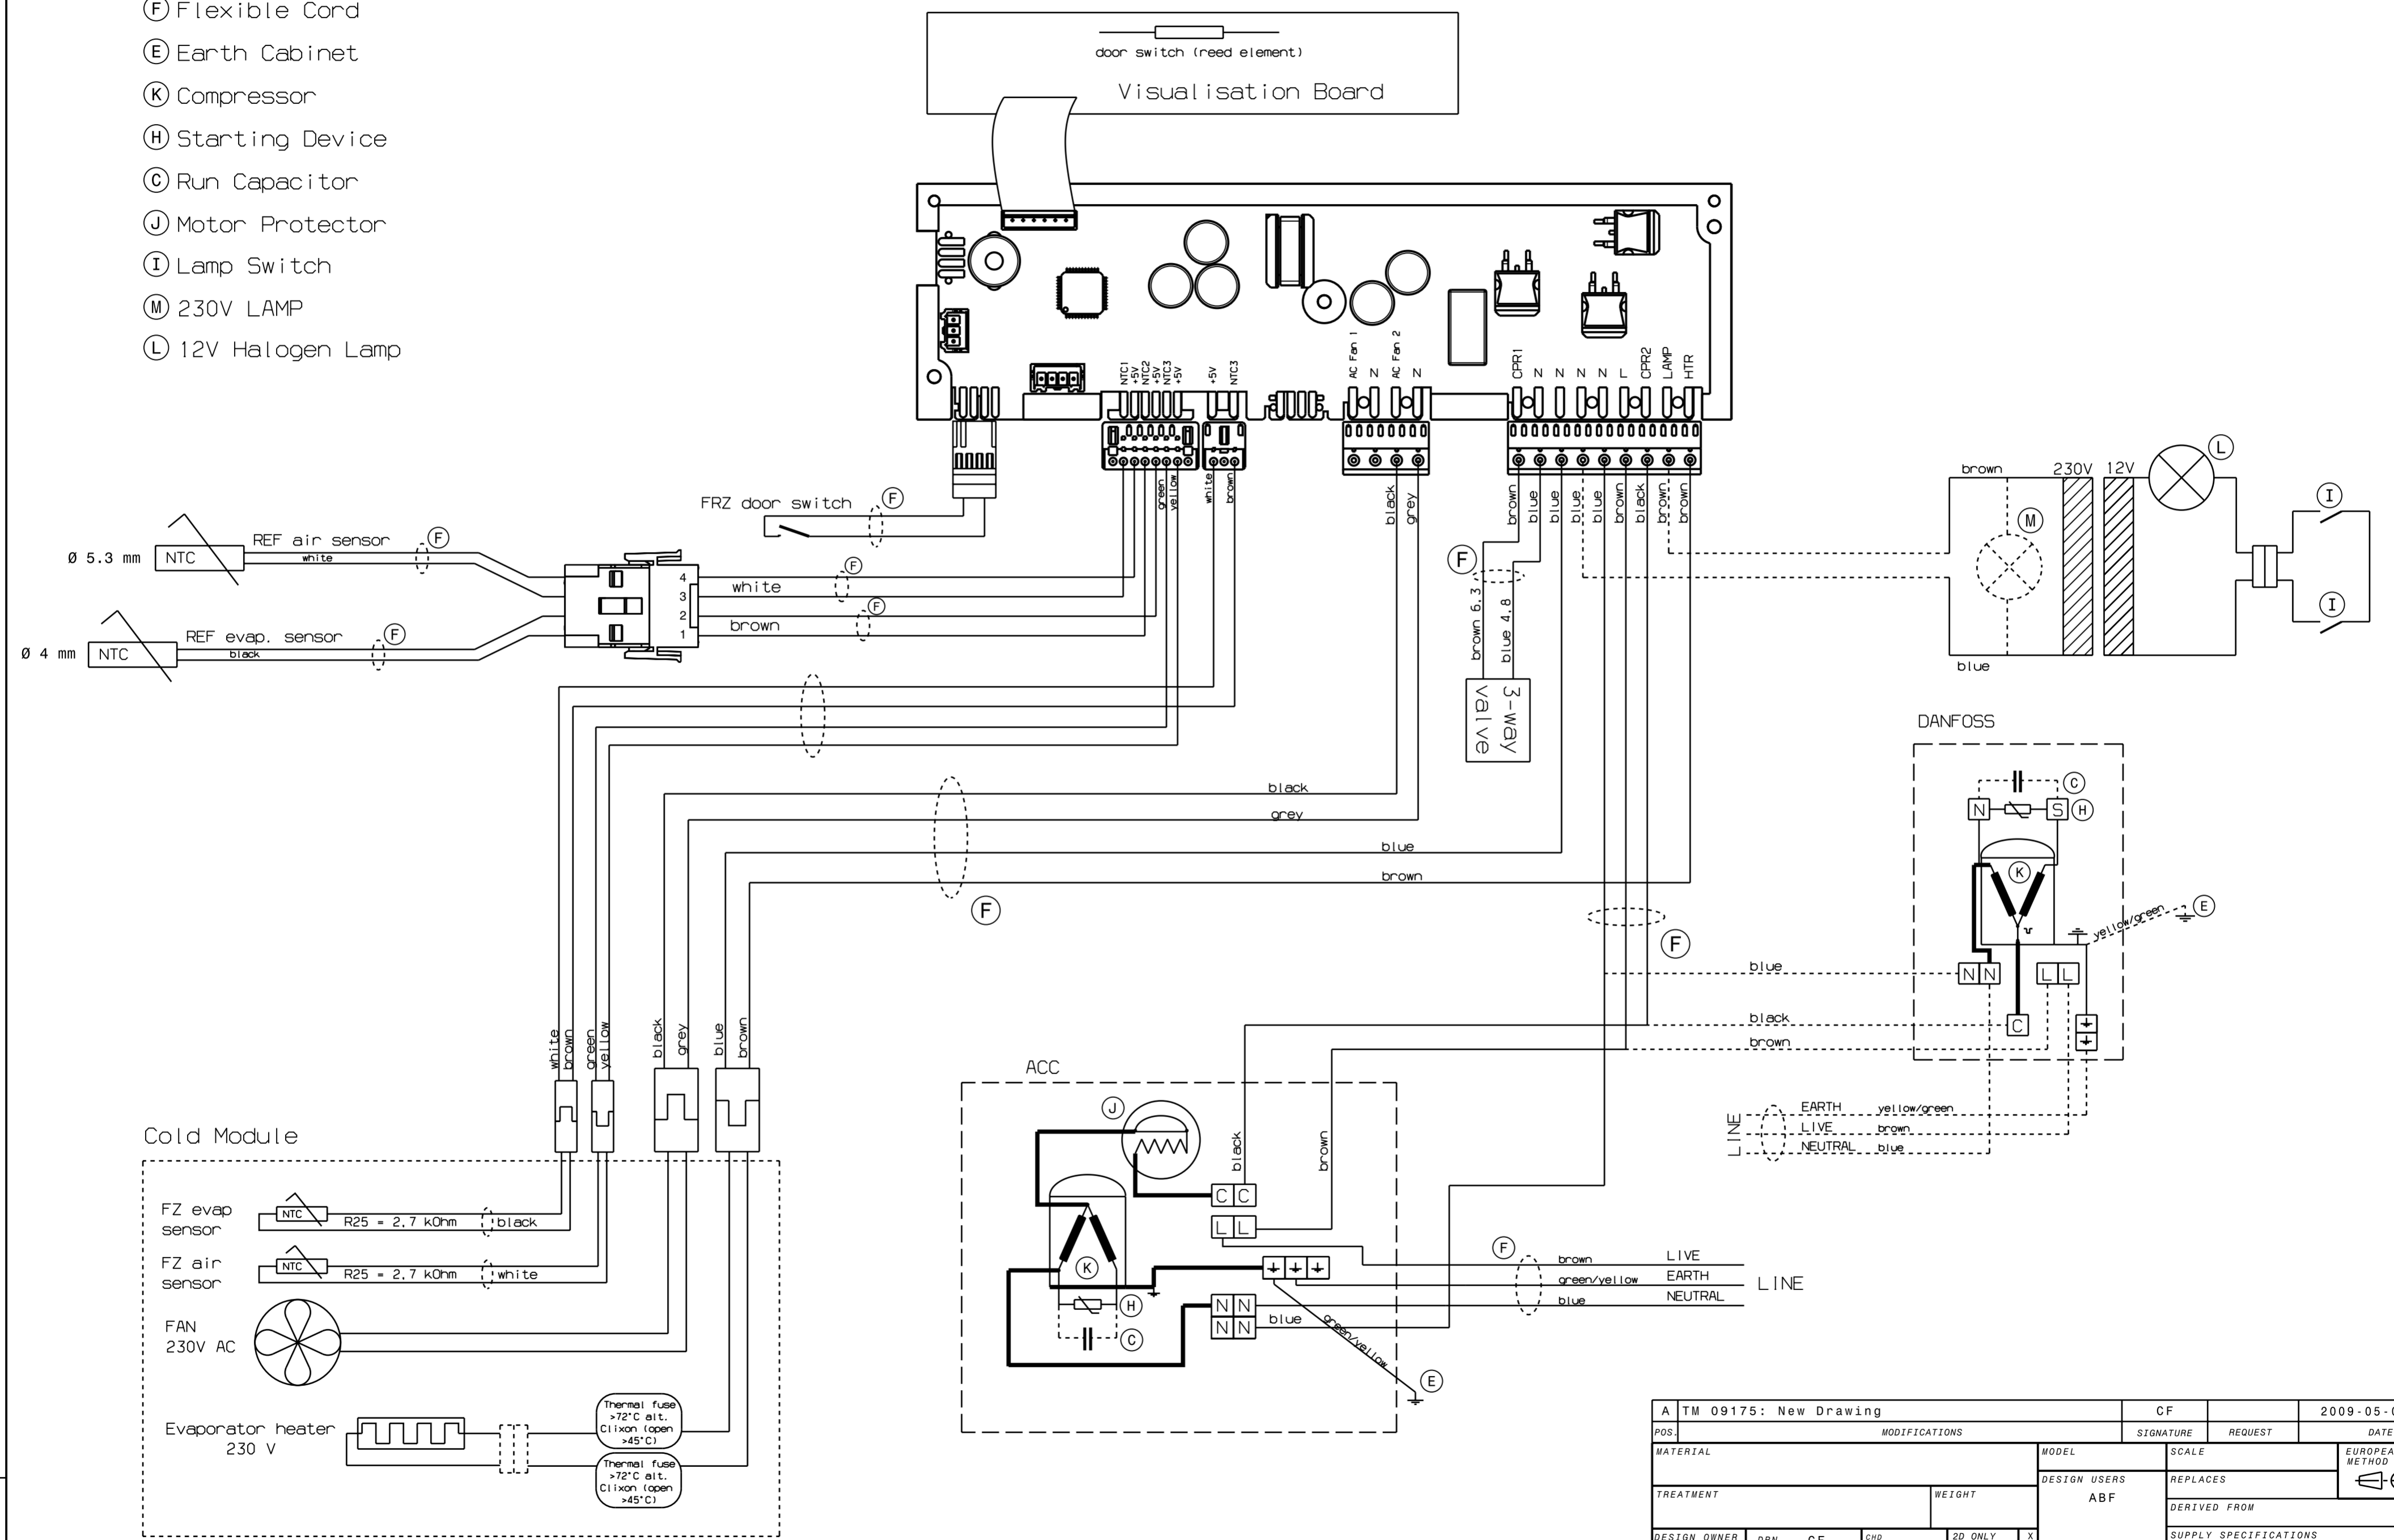 F Flexible Cord
E Earth Cabinet
K Compressor
H Starting Device
C Run Capacitor
J Motor Protector
I Lamp Switch
M 230V LAMP
L 12V Halogen Lamp
door switch (reed element)
Visualisation Board
NTC1
+5V
NTC2
+5V
NTC3
+5V
+5V
NTC3
AC Fan 1
N
AC Fan 2
N
CPR1
N
N
N
N
L
CPR2
LAMP
HTR
green
yellow
white
brown
black
grey
brown
blue
blue
blue
blue
brown
black
brown
brown
FRZ door switch
F
REF air sensor
F
white
Ø 5.3 mm
NTC
REF evap. sensor
F
black
Ø 4 mm
NTC
4
3
2
1
white
F
brown
F
F
brown 6.3
blue 4.8
3-way
valve
brown
230V
12V
L
M
I
I
blue
black
grey
blue
brown
F
F
DANFOSS
C
N
S
H
K
yellow/green
E
N N
L L
C
blue
black
brown
LINE
EARTH yellow/green
LIVE brown
NEUTRAL blue
white
brown
green
yellow
black
grey
blue
brown
Cold Module
FZ evap
sensor
NTC
R25 = 2,7 kOhm
black
FZ air
sensor
NTC
R25 = 2,7 kOhm
white
FAN
230V AC
Evaporator heater
230 V
Thermal fuse
>72°C alt.
Clixon (open
>45°C)
Thermal fuse
>72°C alt.
Clixon (open
>45°C)
ACC
J
black
brown
C C
L L
K
H
C
N N
N N
blue
green/yellow
E
F
brown LIVE
green/yellow EARTH
blue NEUTRAL
LINE
A TM 09175: New Drawing CF
POS. MODIFICATIONS SIGNATURE REQUEST DATE
MATERIAL
MODEL
SCALE
METHOD
DESIGN USERS
ABF
REPLACES
TREATMENT
WEIGHT
DERIVED FROM
DESIGN OWNER
DRN CF
CHD
2D ONLY X
SUPPLY SPECIFICATIONS